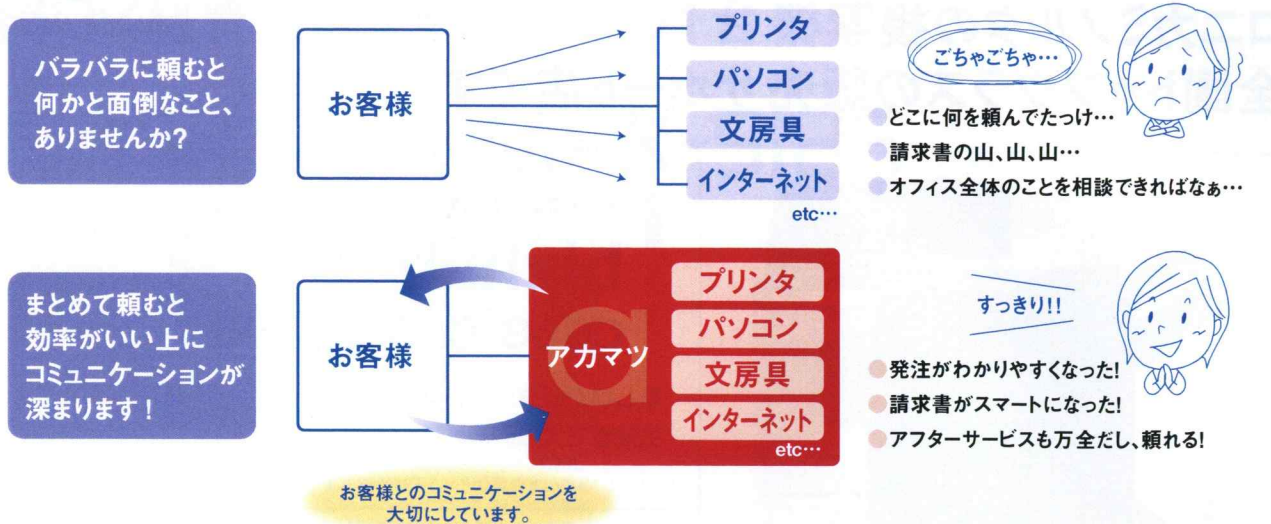 バラバラに頼むと
何かと面倒なこと、
ありませんか?
お客様
プリンタ
パソコン
文房具
インターネット
etc…
ごちゃごちゃ…
どこに何を頼んでたっけ…
請求書の山、山、山…
オフィス全体のことを相談できればなぁ…
まとめて頼むと
効率がいい上に
コミュニケーションが
深まります!
お客様
アカマツ
プリンタ
パソコン
文房具
インターネット
etc…
すっきり!!
発注がわかりやすくなった!
請求書がスマートになった!
アフターサービスも万全だし、頼れる!
お客様とのコミュニケーションを
大切にしています。